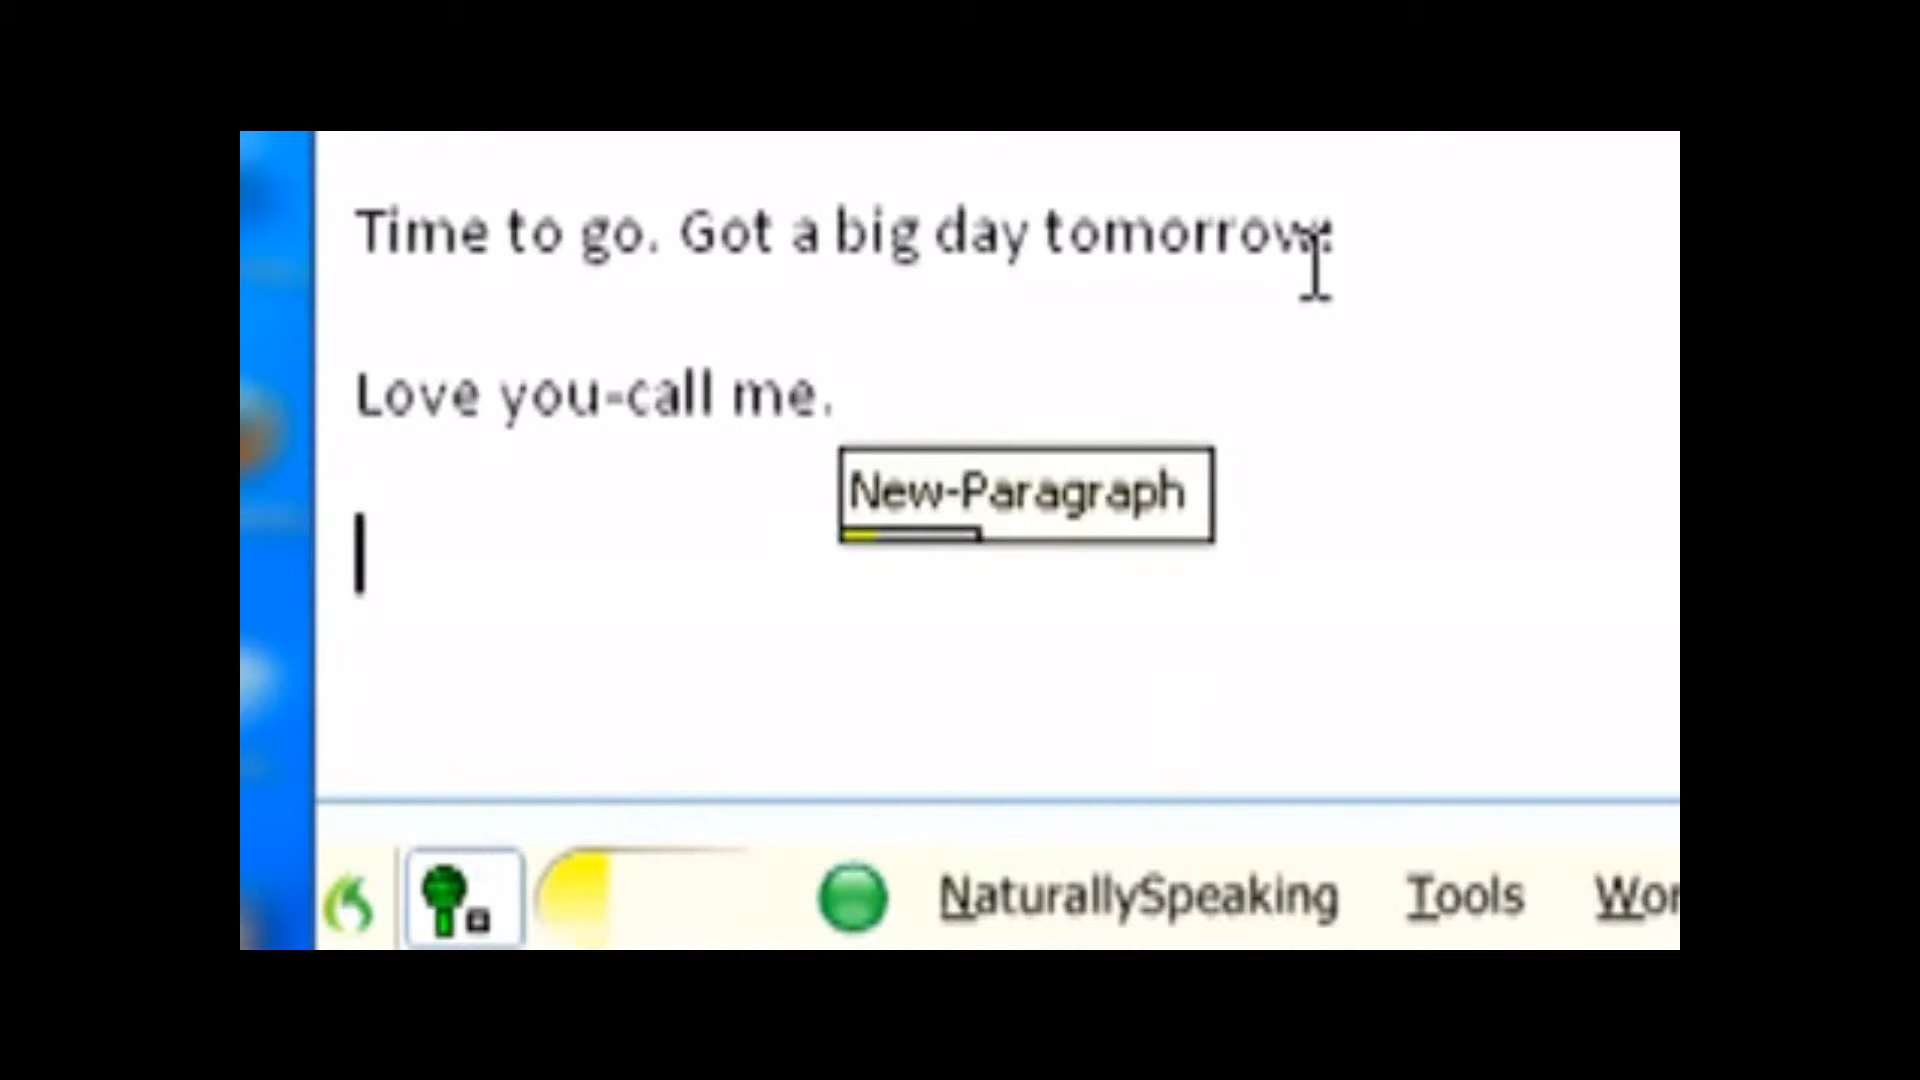 Time to go. Got a big day tomorrow.
Love you-call me.
New-Paragraph
NaturallySpeaking Tools